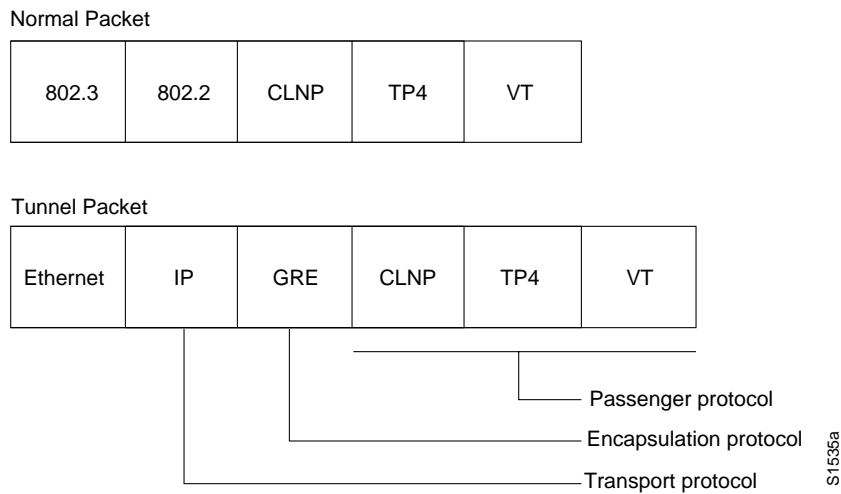 Normal Packet
802.3 802.2 CLNP TP4 VT
Tunnel Packet
Ethernet IP GRE CLNP TP4 VT
Passenger protocol
Encapsulation protocol
Transport protocol
S1535a